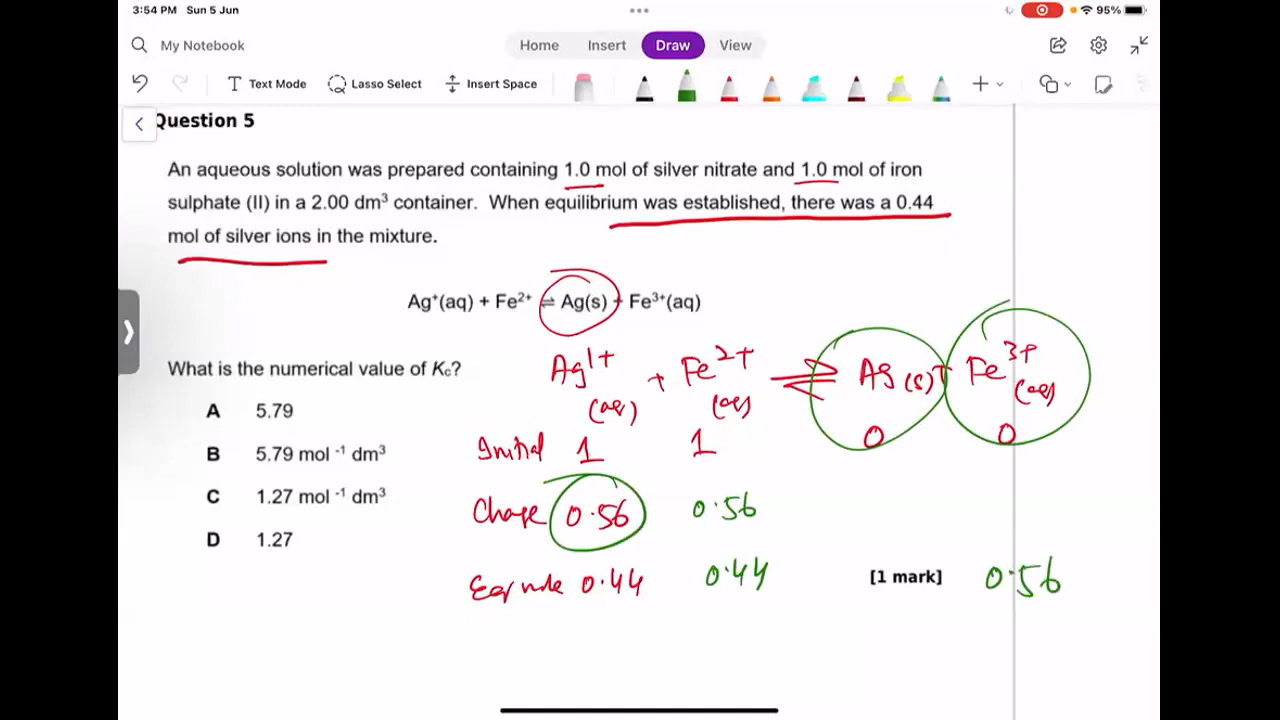 3:54 PM Sun 5 Jun
95%
My Notebook
Home Insert Draw View
Text Mode Lasso Select Insert Space
Question 5
An aqueous solution was prepared containing 1.0 mol of silver nitrate and 1.0 mol of iron
sulphate (II) in a 2.00 dm³ container. When equilibrium was established, there was a 0.44
mol of silver ions in the mixture.
Ag⁺(aq) + Fe²⁺ ⇌ Ag(s) + Fe³⁺(aq)
What is the numerical value of Kc?
Ag¹⁺(aq) + Fe²⁺(aq) ⇌ Ag(s) + Fe³⁺(aq)
A 5.79
Initial 1 1 0 0
B 5.79 mol ⁻¹ dm³
C 1.27 mol ⁻¹ dm³
0.56 0.56
D 1.27
0.44 0.44 0.56
[1 mark]